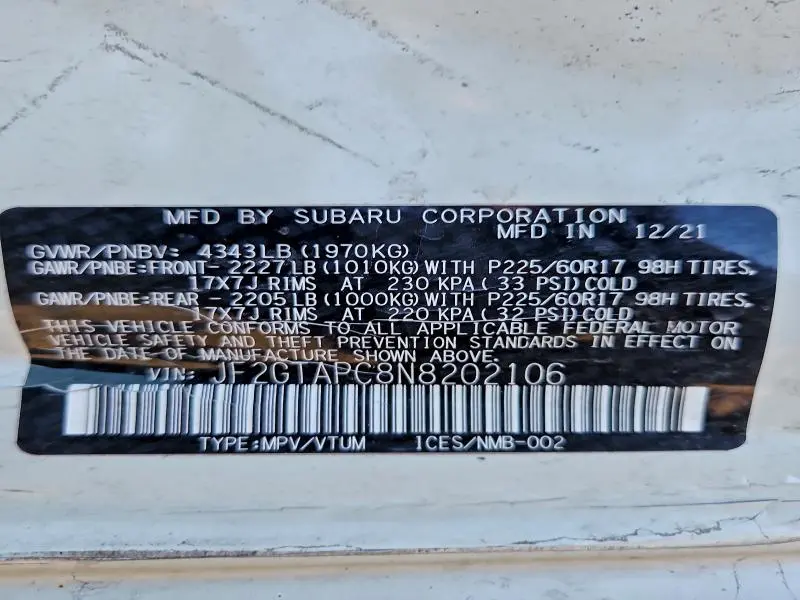 MFD BY SUBARU CORPORATION
MFD IN 12/21
GVWR/PNBV: 4343LB(1970KG)
GAWR/PNBE:FRONT-2227LB(1010KG)WITH P225/60R17 98H TIRES,
17X7J RIMS AT 230 KPA(33 PSI)COLD
GAWR/PNBE:REAR -2205LB(1000KG)WITH P225/60R17 98H TIRES,
17X7J RIMS AT 220 KPA(32 PSI)COLD
THIS VEHICLE CONFORMS TO ALL APPLICABLE FEDERAL MOTOR
VEHICLE SAFETY AND THEFT PREVENTION STANDARDS IN EFFECT ON
THE DATE OF MANUFACTURE SHOWN ABOVE.
VIN: JF2GTAPC8N8202106
TYPE:MPV/VTUM ICES/NMB-002